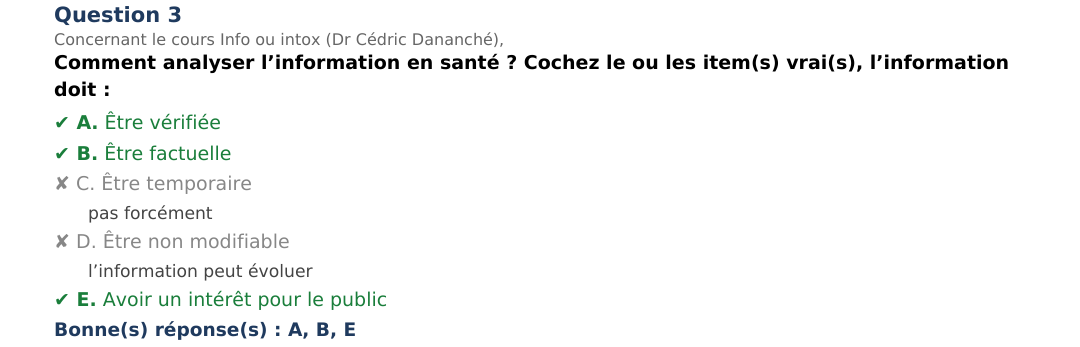 Question 3
Concernant le cours Info ou intox (Dr Cédric Dananché),
Comment analyser l’information en santé ? Cochez le ou les item(s) vrai(s), l’information
doit :
✔ A. Être vérifiée
✔ B. Être factuelle
✘ C. Être temporaire
pas forcément
✘ D. Être non modifiable
l’information peut évoluer
✔ E. Avoir un intérêt pour le public
Bonne(s) réponse(s) : A, B, E